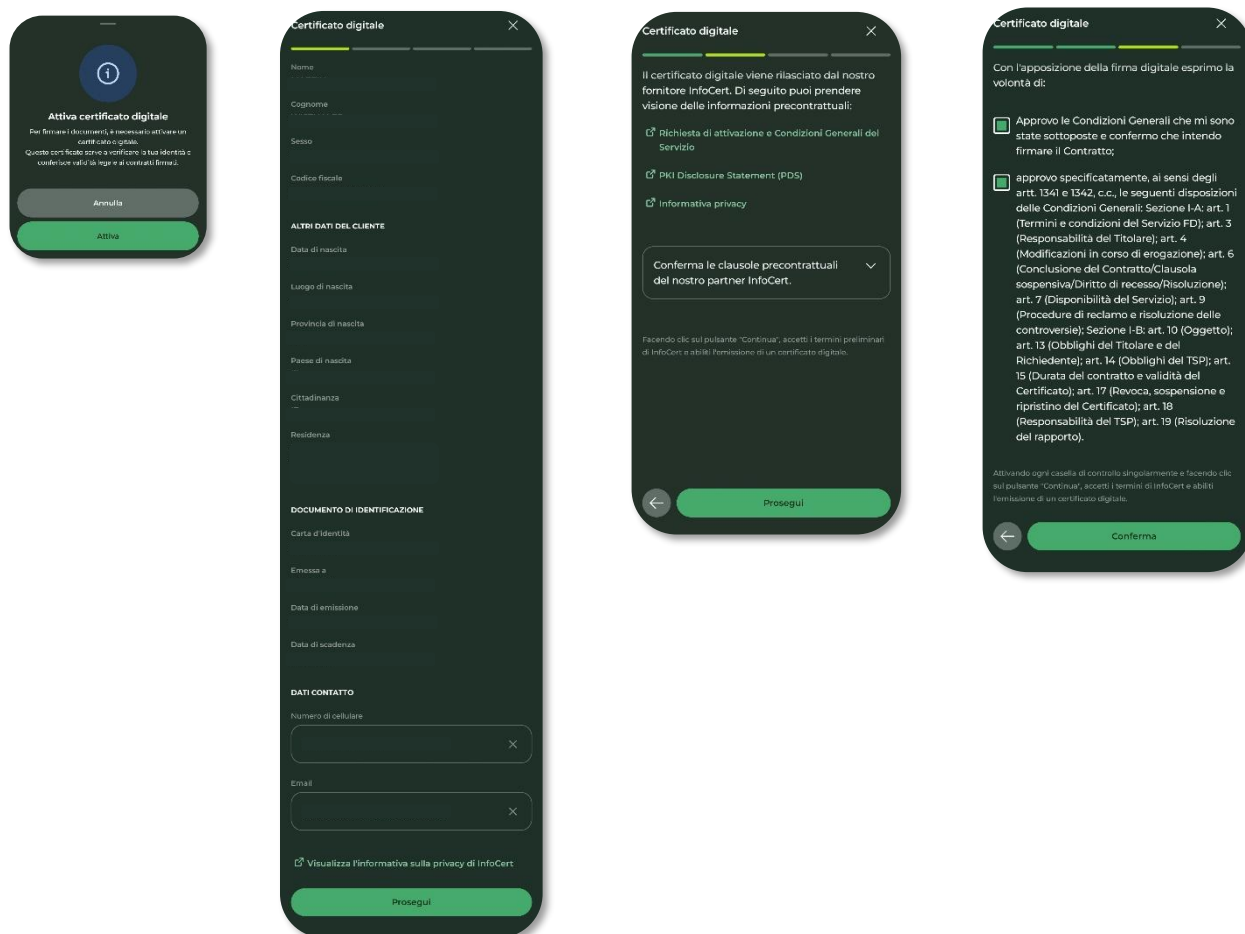 Attiva certificato digitale
Per firmare i documenti, è necessario attivare un
certificato digitale.
Questo certificato serve a verificare la tua identità e
conferisce validità legale ai contratti firmati.
Annulla
Attiva
Certificato digitale
Nome
Cognome
Sesso
Codice fiscale
ALTRI DATI DEL CLIENTE
Data di nascita
Luogo di nascita
Provincia di nascita
Paese di nascita
Cittadinanza
Residenza
DOCUMENTO DI IDENTIFICAZIONE
Carta d'identità
Emessa a
Data di emissione
Data di scadenza
DATI CONTATTO
Numero di cellulare
Email
Visualizza l'informativa sulla privacy di InfoCert
Prosegui
Certificato digitale
Il certificato digitale viene rilasciato dal nostro
fornitore InfoCert. Di seguito puoi prendere
visione delle informazioni precontrattuali:
Richiesta di attivazione e Condizioni Generali del
Servizio
PKI Disclosure Statement (PDS)
Informativa privacy
Conferma le clausole precontrattuali
del nostro partner InfoCert.
Facendo clic sul pulsante "Continua", accetti i termini preliminari
di InfoCert e abiliti l'emissione di un certificato digitale.
Prosegui
Certificato digitale
Con l'apposizione della firma digitale esprimo la
volontà di:
Approvo le Condizioni Generali che mi sono
state sottoposte e confermo che intendo
firmare il Contratto;
approvo specificatamente, ai sensi degli
artt. 1341 e 1342, c.c., le seguenti disposizioni
delle Condizioni Generali: Sezione I-A: art. 1
(Termini e condizioni del Servizio FD); art. 3
(Responsabilità del Titolare); art. 4
(Modificazioni in corso di erogazione); art. 6
(Conclusione del Contratto/Clausola
sospensiva/Diritto di recesso/Risoluzione);
art. 7 (Disponibilità del Servizio); art. 9
(Procedure di reclamo e risoluzione delle
controversie); Sezione I-B: art. 10 (Oggetto);
art. 13 (Obblighi del Titolare e del
Richiedente); art. 14 (Obblighi del TSP); art.
15 (Durata del contratto e validità del
Certificato); art. 17 (Revoca, sospensione e
ripristino del Certificato); art. 18
(Responsabilità del TSP); art. 19 (Risoluzione
del rapporto).
Attivando ogni casella di controllo singolarmente e facendo clic
sul pulsante "Continua", accetti i termini di InfoCert e abiliti
l'emissione di un certificato digitale.
Conferma